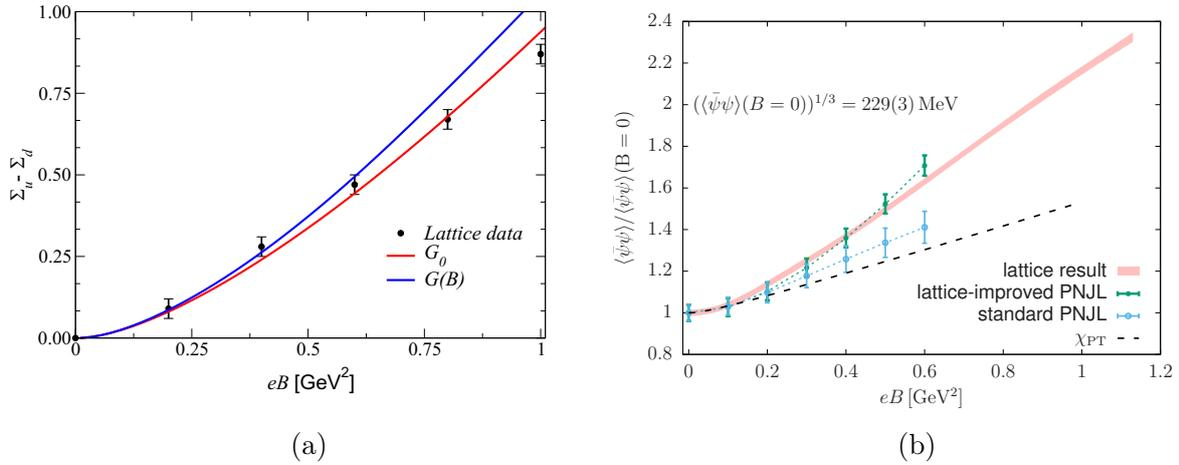 1.00
0.75
0.50
0.25
0.00
0
0.25
0.5
0.75
1
Σu- Σd
eB [GeV²]
Lattice data
G₀
G(B)
(a)
2.4
2.2
2
1.8
1.6
1.4
1.2
1
0.8
0
0.2
0.4
0.6
0.8
1
1.2
⟨ψ̄ψ⟩/⟨ψ̄ψ⟩(B = 0)
(⟨ψ̄ψ⟩(B = 0))^{1/3} = 229(3) MeV
lattice result
lattice-improved PNJL
standard PNJL
χPT
eB [GeV²]
(b)